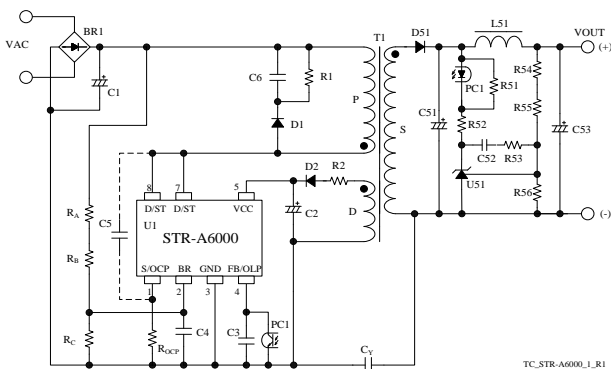 VAC
BR1
C1
C6
R1
D1
P
T1
S
D51
L51
VOUT
(+)
PC1
R51
R54
R55
C51
R52
C52
R53
C53
U51
R56
(-)
D2
R2
C2
D
8
7
5
D/ST
D/ST
VCC
U1
STR-A6000
S/OCP
BR
GND
FB/OLP
1
2
3
4
C5
RA
RB
RC
ROCP
C4
C3
PC1
CY
TC_STR-A6000_1_R1